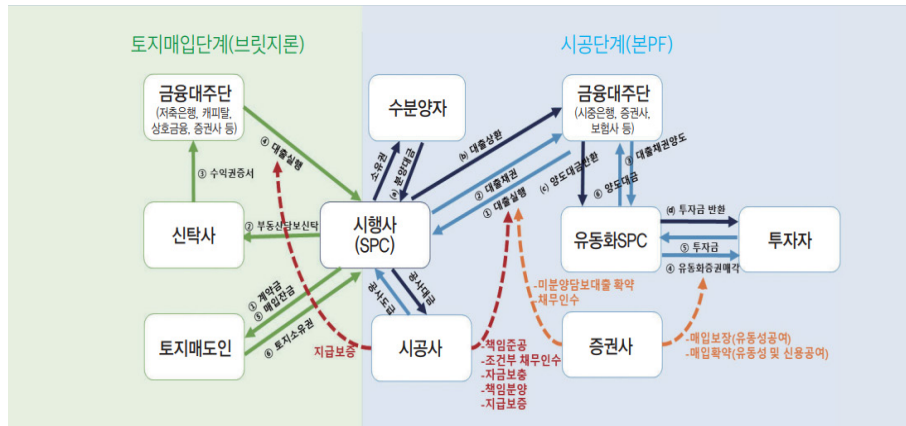 토지매입단계(브릿지론)
시공단계(본PF)
금융대주단
(저축은행, 캐피탈,
상호금융, 증권사 등)
수분양자
금융대주단
(시중은행, 증권사,
보험사 등)
④ 대출실행
③ 수익권증서
소유권
(a) 분양대금
(b) 대출상환
② 대출채권
① 대출실행
(c) 양도대금반환
③ 대출채권양도
⑥ 양도대금
신탁사
② 부동산담보신탁
시행사
(SPC)
유동화SPC
(d) 투자금 반환
⑤ 투자금
④ 유동화증권매각
투자자
① 계약금
⑤ 매입잔금
⑥ 토지소유권
공사대금
공사도급
-미분양담보대출 확약
-채무인수
토지매도인
지급보증
시공사
-책임준공
-조건부 채무인수
-자금보충
-책임분양
-지급보증
증권사
-매입보장(유동성공여)
-매입확약(유동성 및 신용공여)